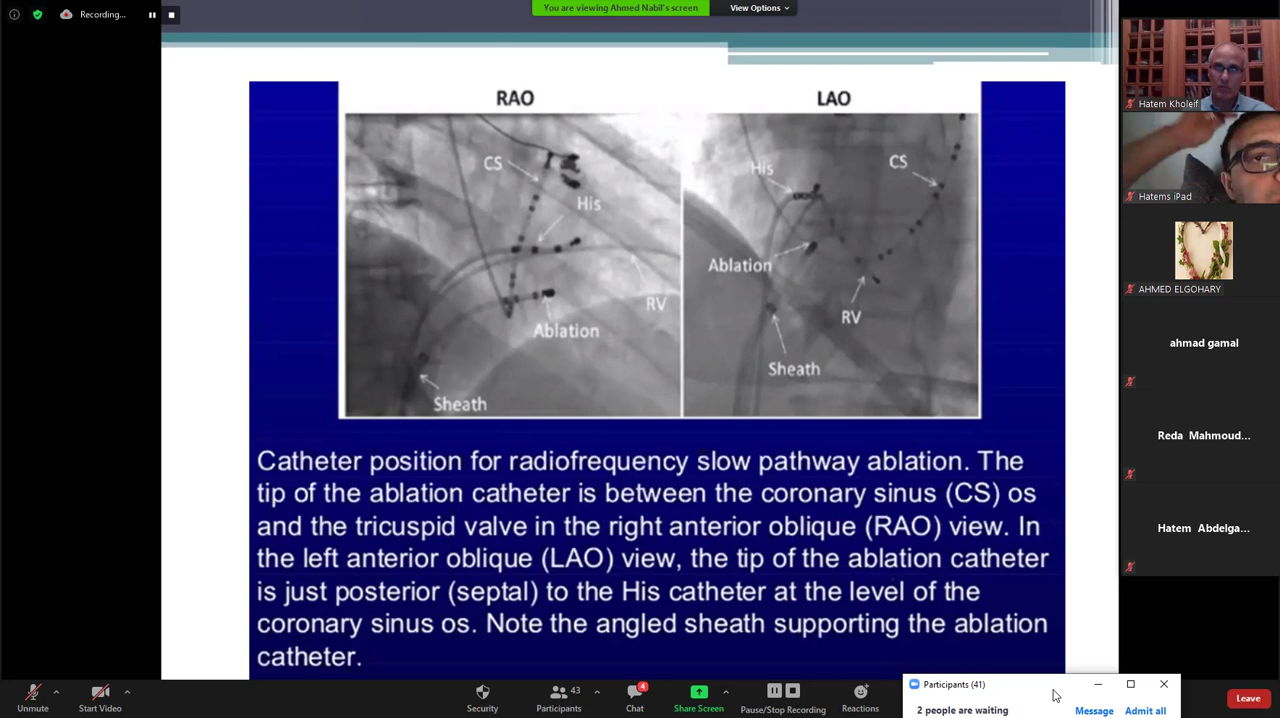 Recording...
You are viewing Ahmed Nabil's screen
View Options
RAO
LAO
CS
His
RV
Ablation
Sheath
His
CS
Ablation
RV
Sheath
Catheter position for radiofrequency slow pathway ablation. The
tip of the ablation catheter is between the coronary sinus (CS) os
and the tricuspid valve in the right anterior oblique (RAO) view. In
the left anterior oblique (LAO) view, the tip of the ablation catheter
is just posterior (septal) to the His catheter at the level of the
coronary sinus os. Note the angled sheath supporting the ablation
catheter.
Hatem Kholeif
Hatems iPad
AHMED ELGOHARY
ahmad gamal
Reda Mahmoud...
Hatem Abdelga...
Participants (41)
2 people are waiting
Message
Admit all
Unmute
Start Video
Security
43
Participants
4
Chat
Share Screen
Pause/Stop Recording
Reactions
Leave